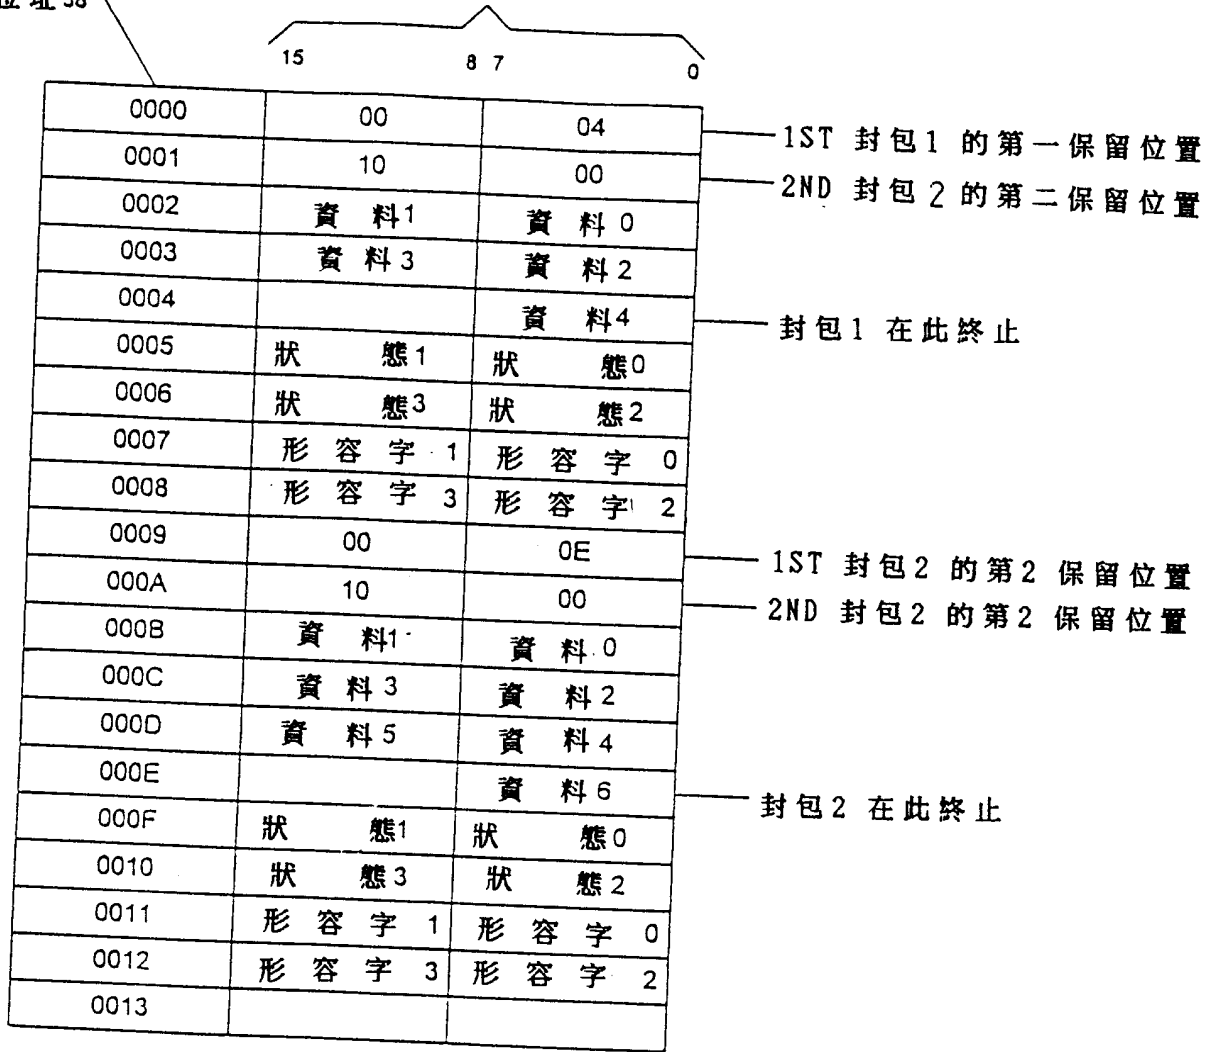 位址38
15 8 7 0
0000 00 04 1ST 封包1 的第一保留位置
0001 10 00 2ND 封包2 的第二保留位置
0002 資料1 資料0
0003 資料3 資料2
0004 資料4 封包1 在此終止
0005 狀態1 狀態0
0006 狀態3 狀態2
0007 形容字1 形容字0
0008 形容字3 形容字2
0009 00 0E 1ST 封包2 的第2 保留位置
000A 10 00 2ND 封包2 的第2 保留位置
000B 資料1 資料0
000C 資料3 資料2
000D 資料5 資料4
000E 資料6 封包2 在此終止
000F 狀態1 狀態0
0010 狀態3 狀態2
0011 形容字1 形容字0
0012 形容字3 形容字2
0013